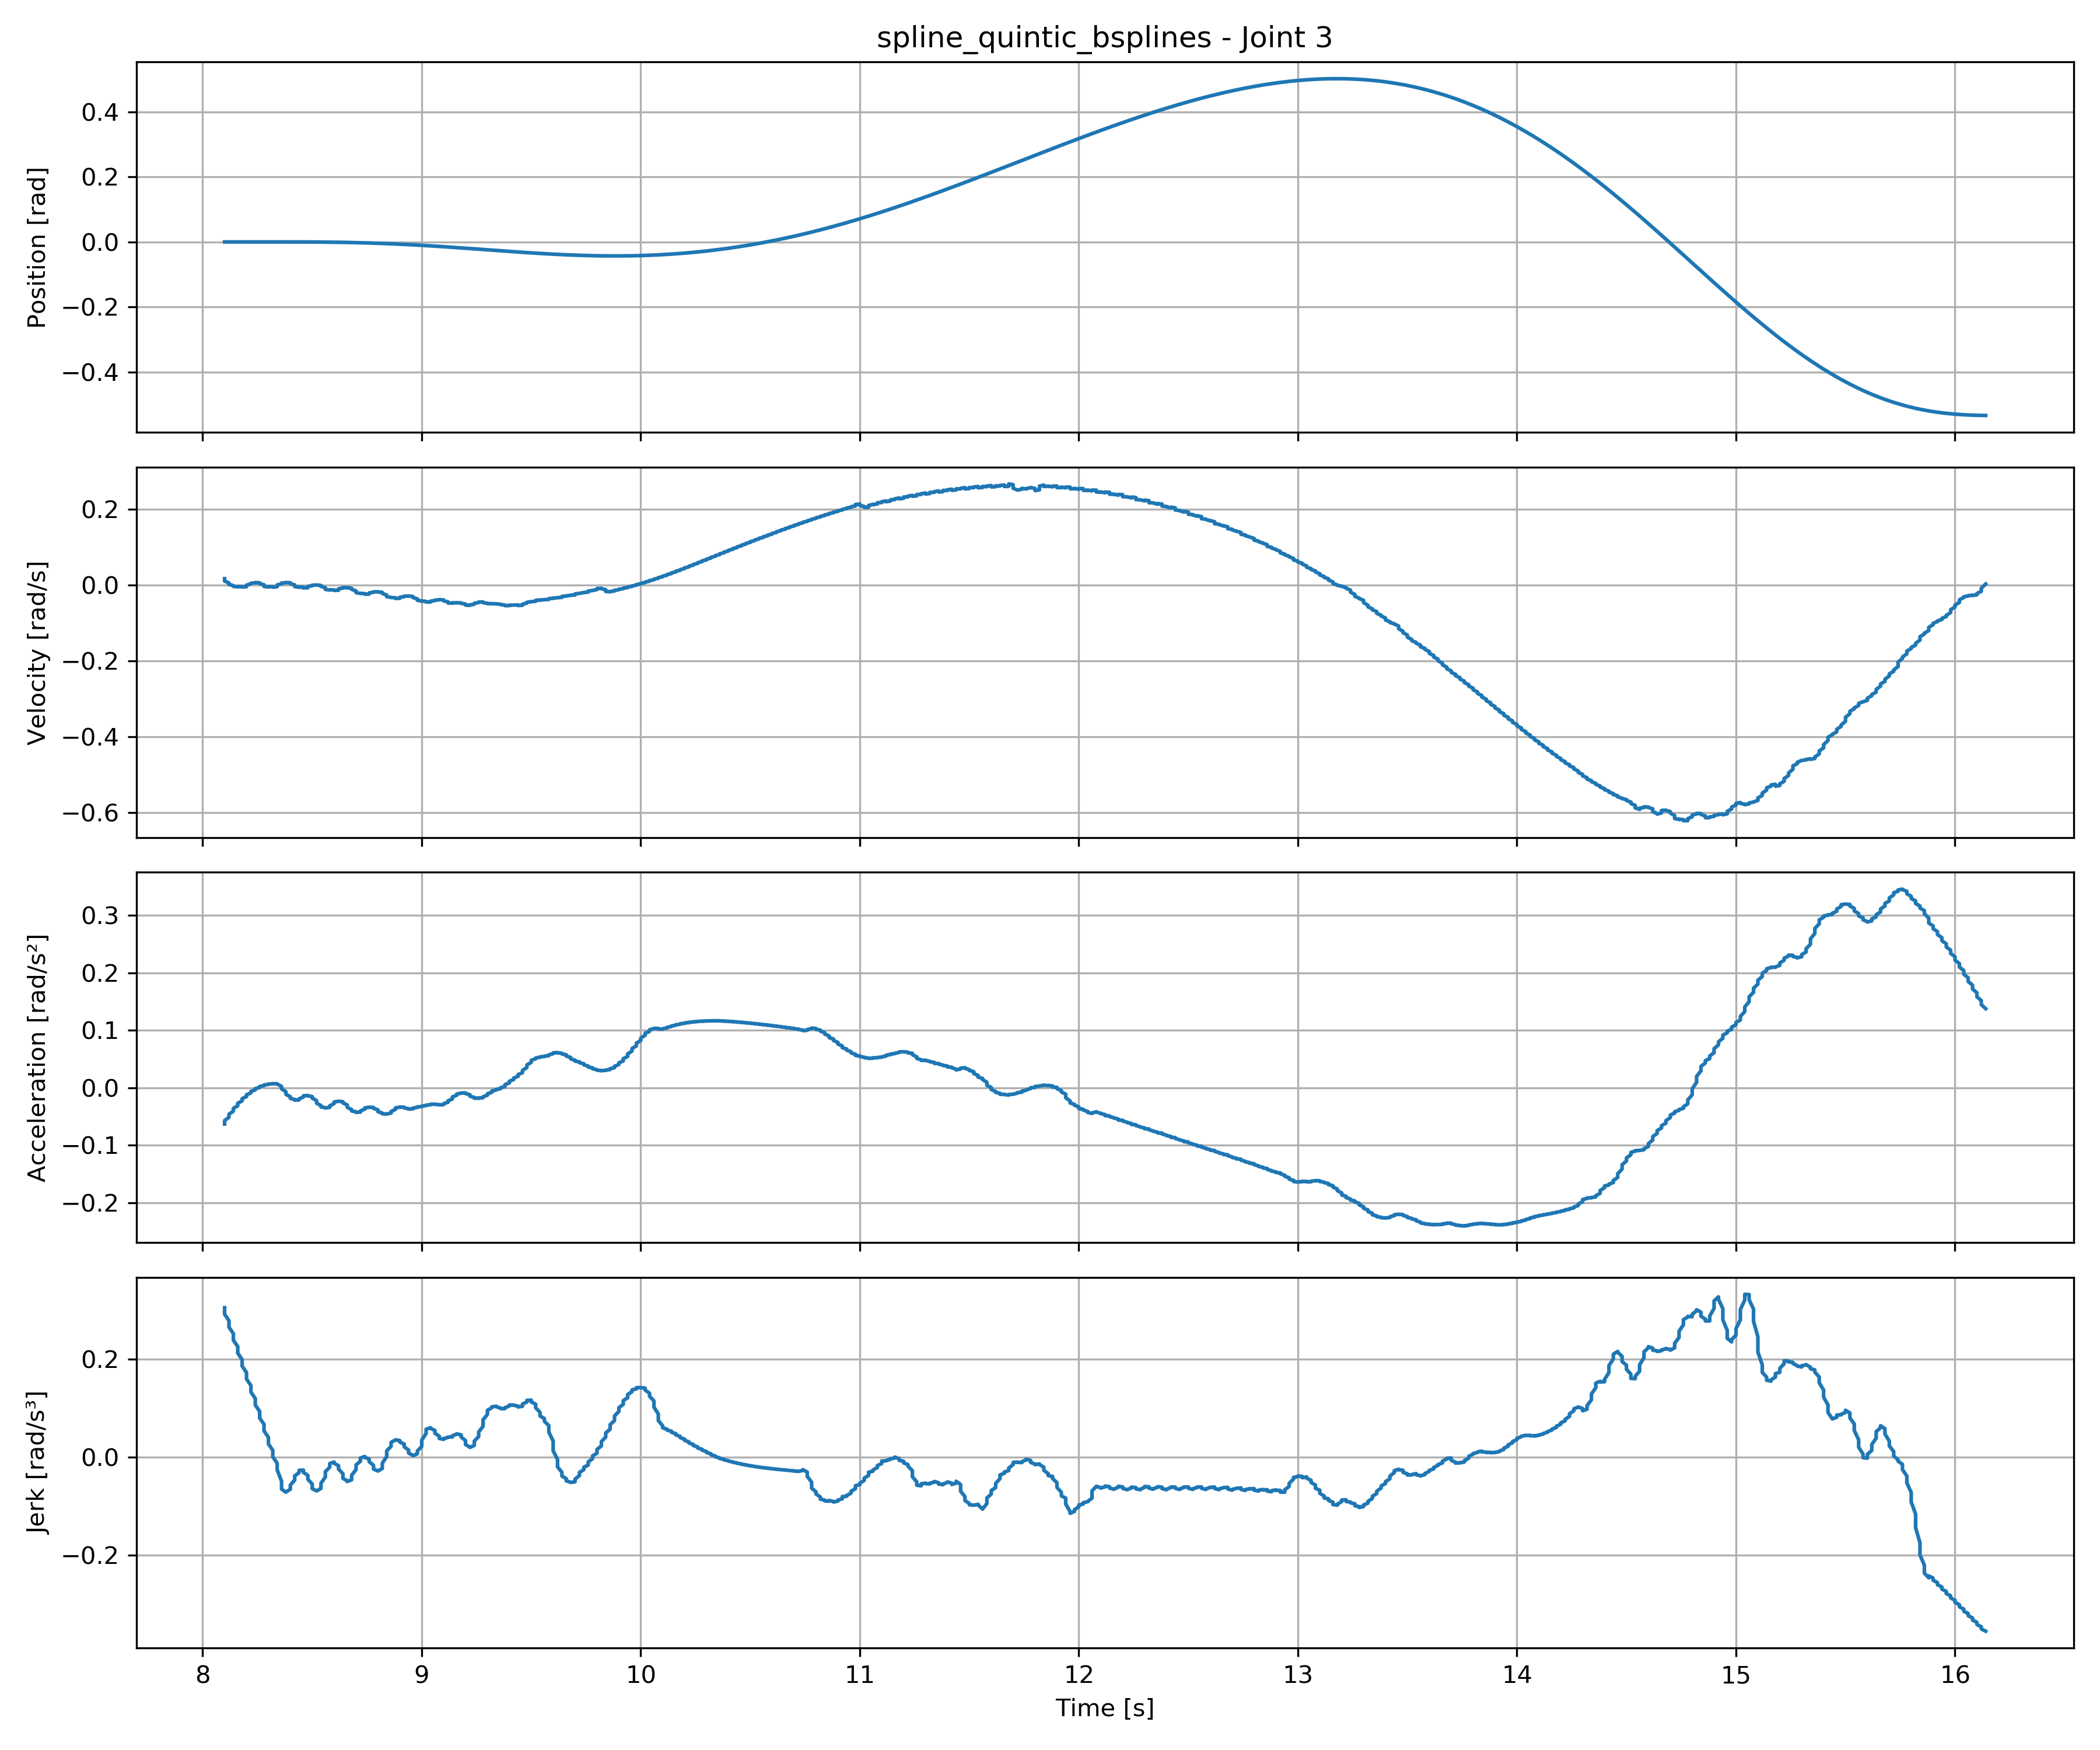 spline_quintic_bsplines - Joint 3
Position [rad]
0.4
0.2
0.0
−0.2
−0.4
Velocity [rad/s]
0.2
0.0
−0.2
−0.4
−0.6
Acceleration [rad/s²]
0.3
0.2
0.1
0.0
−0.1
−0.2
Jerk [rad/s³]
0.2
0.0
−0.2
8 9 10 11 12 13 14 15 16
Time [s]